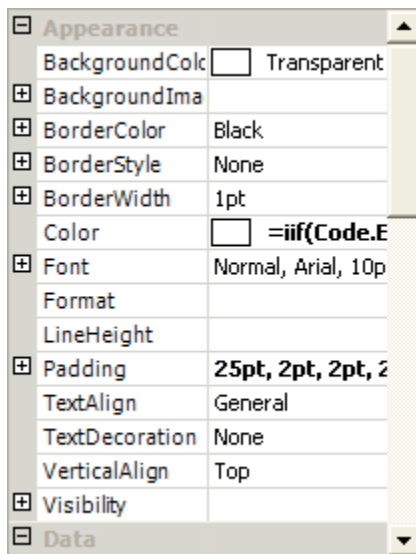 Appearance
BackgroundColo Transparent
BackgroundIma
BorderColor Black
BorderStyle None
BorderWidth 1pt
Color =iif(Code.E
Font Normal, Arial, 10p
Format
LineHeight
Padding 25pt, 2pt, 2pt, 2
TextAlign General
TextDecoration None
VerticalAlign Top
Visibility
Data